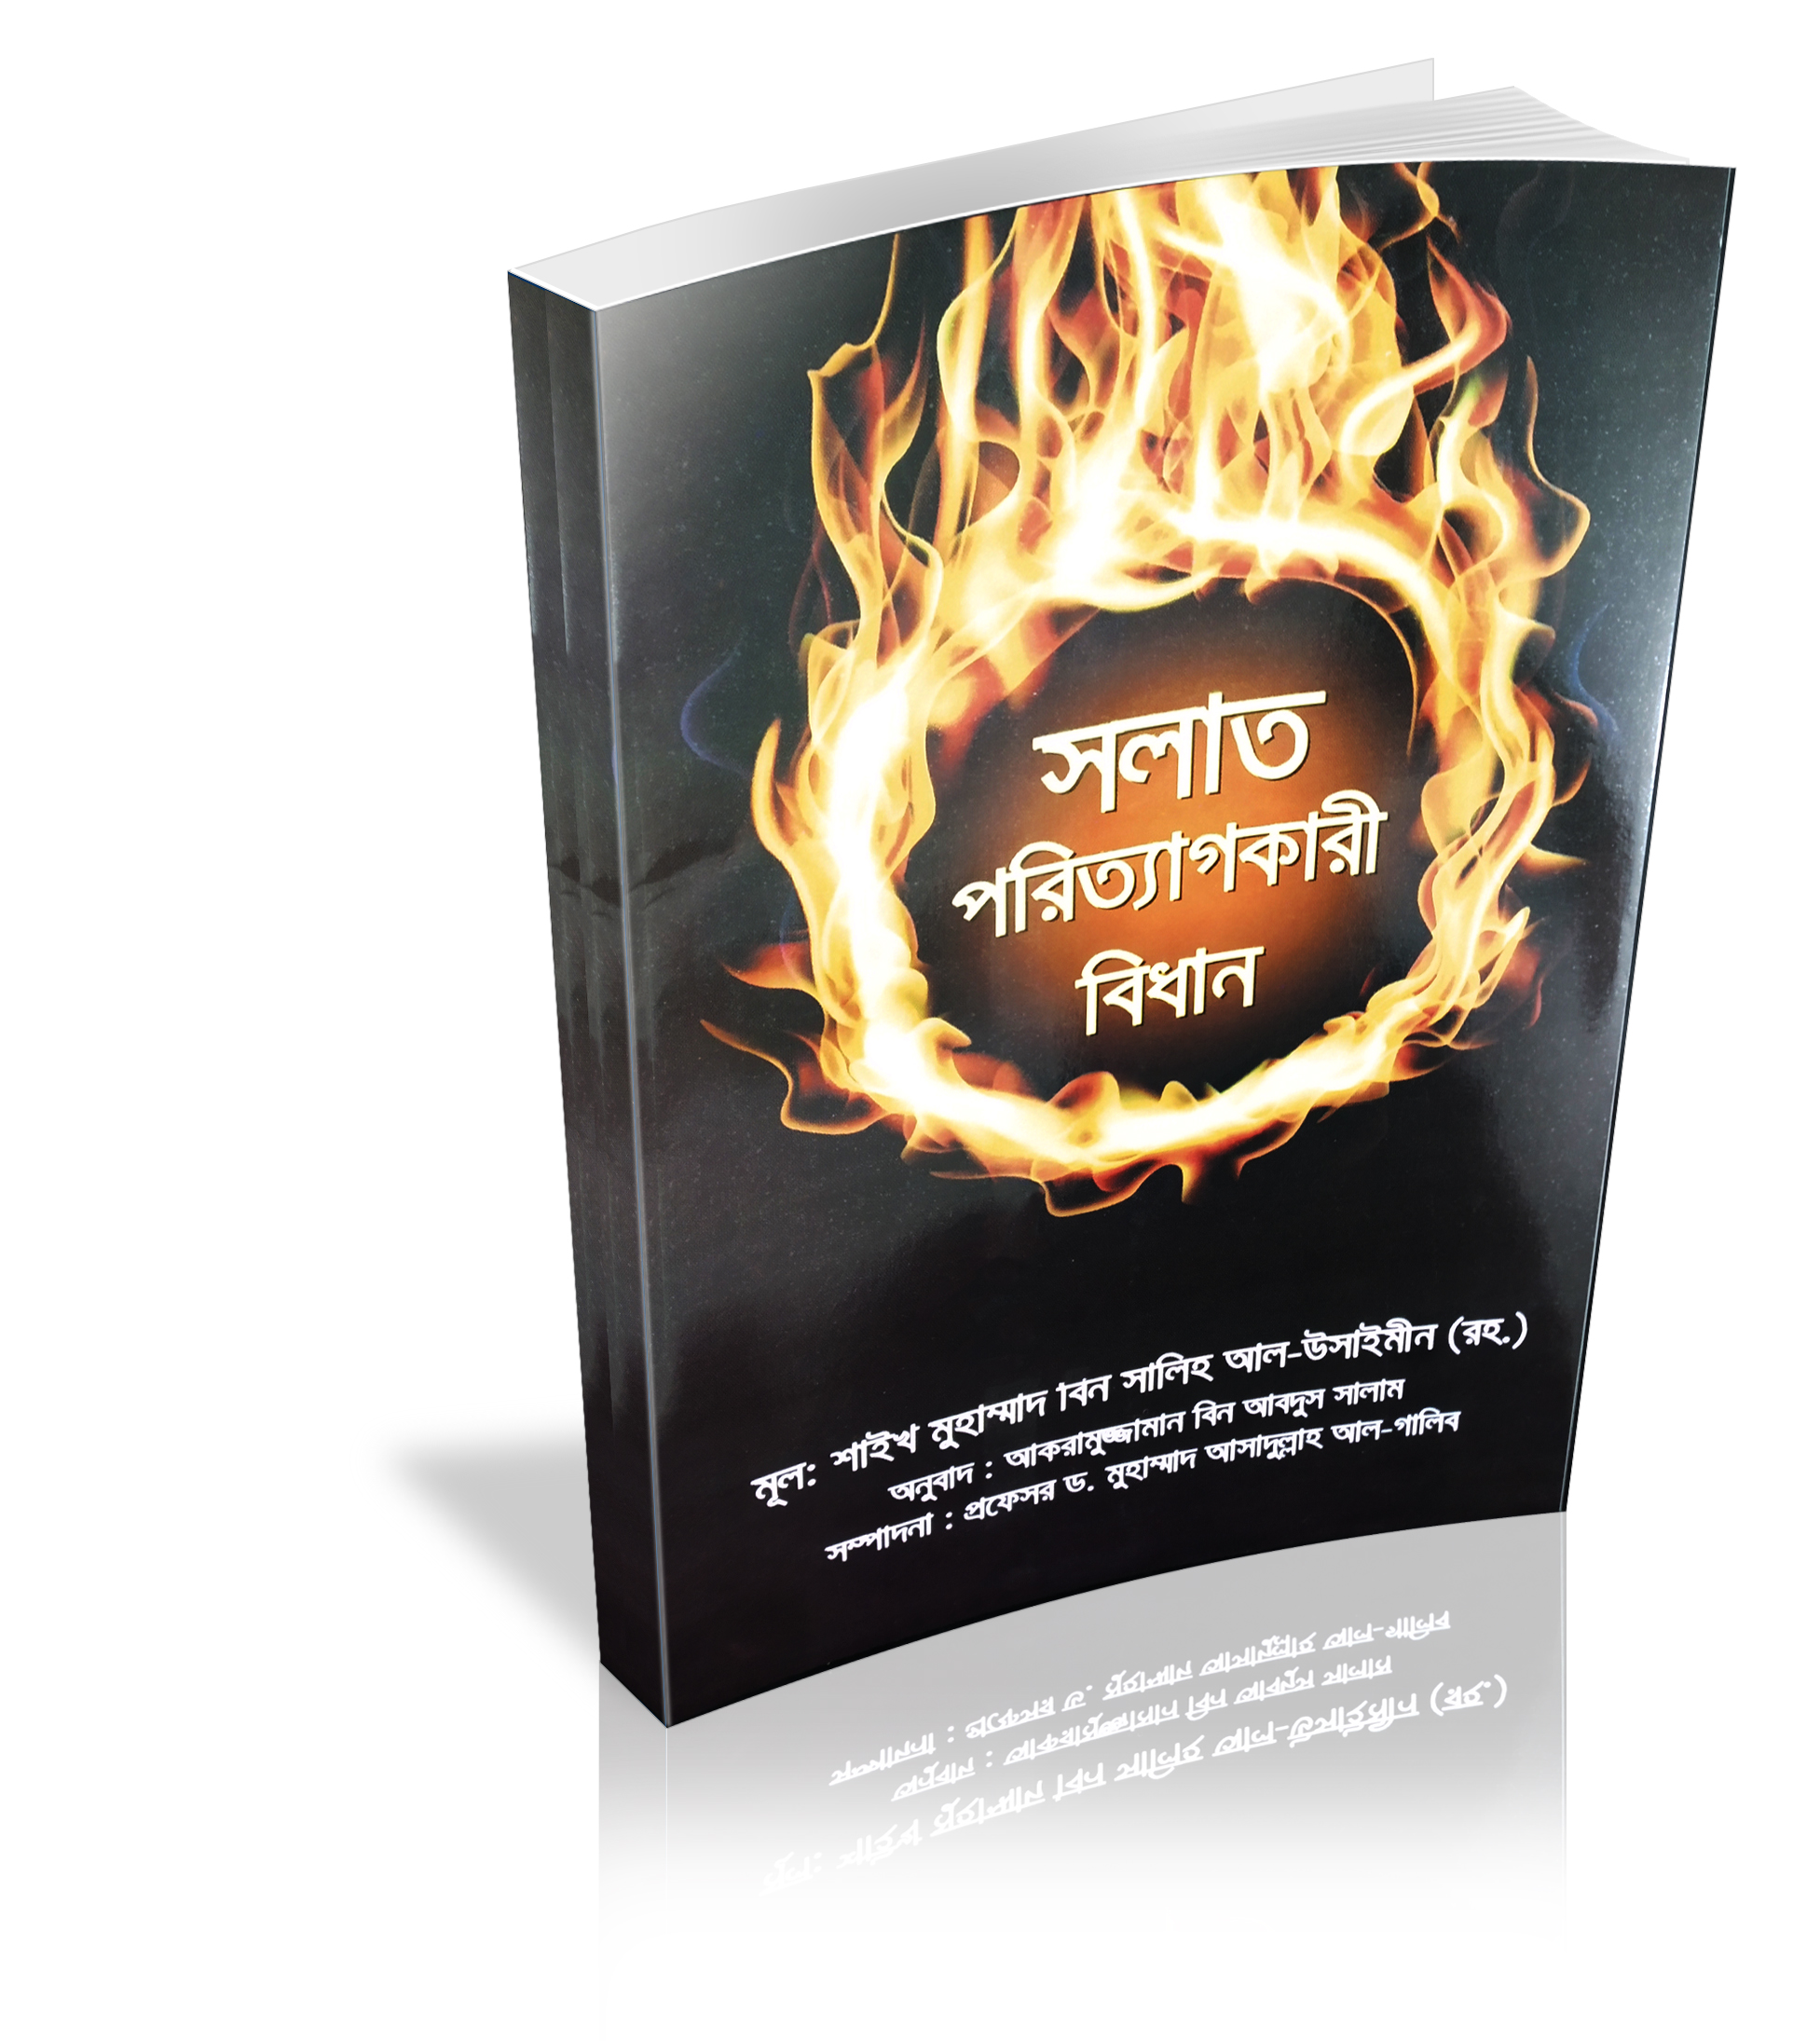 সলাত
পরিত্যাগকারী
বিধান
মূল: শাইখ মুহাম্মাদ বিন সালিহ আল-উসাইমীন (রহ.)
অনুবাদ : আকরামুজ্জামান বিন আবদুস সালাম
সম্পাদনা : প্রফেসর ড. মুহাম্মাদ আসাদুল্লাহ আল-গালিব